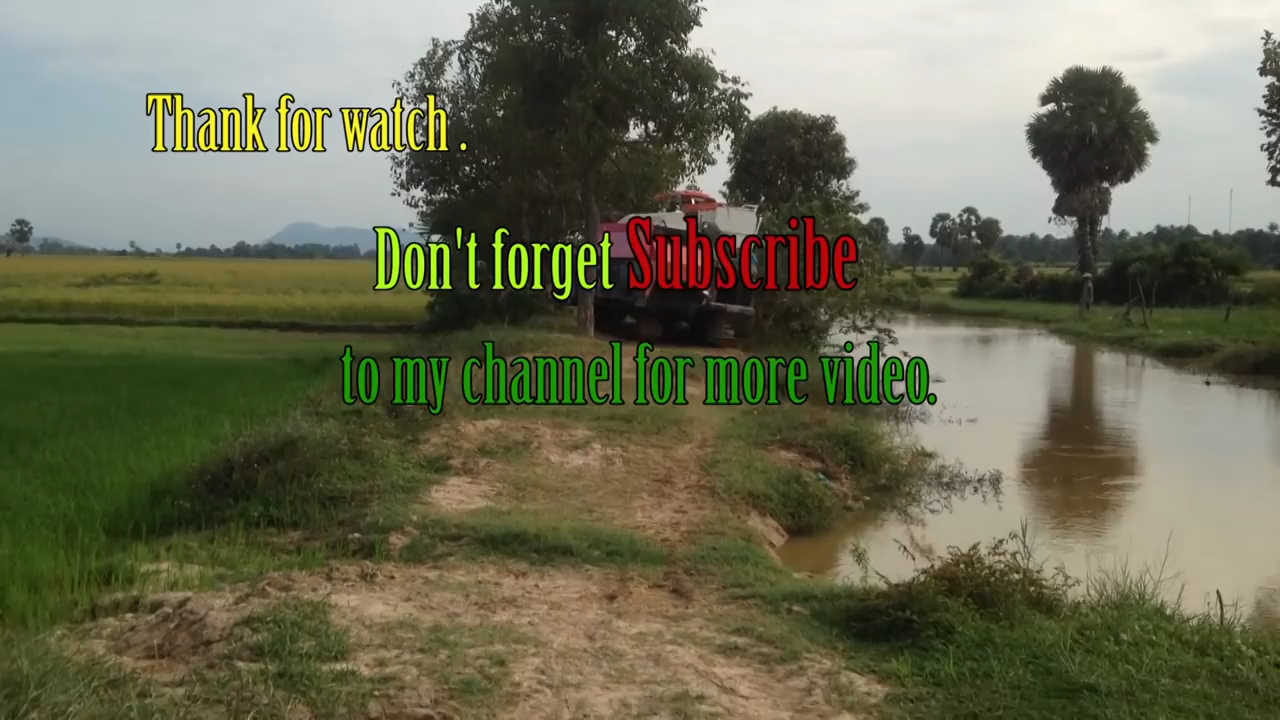 Thank for watch .
Don't forget Subscribe
to my channel for more video.